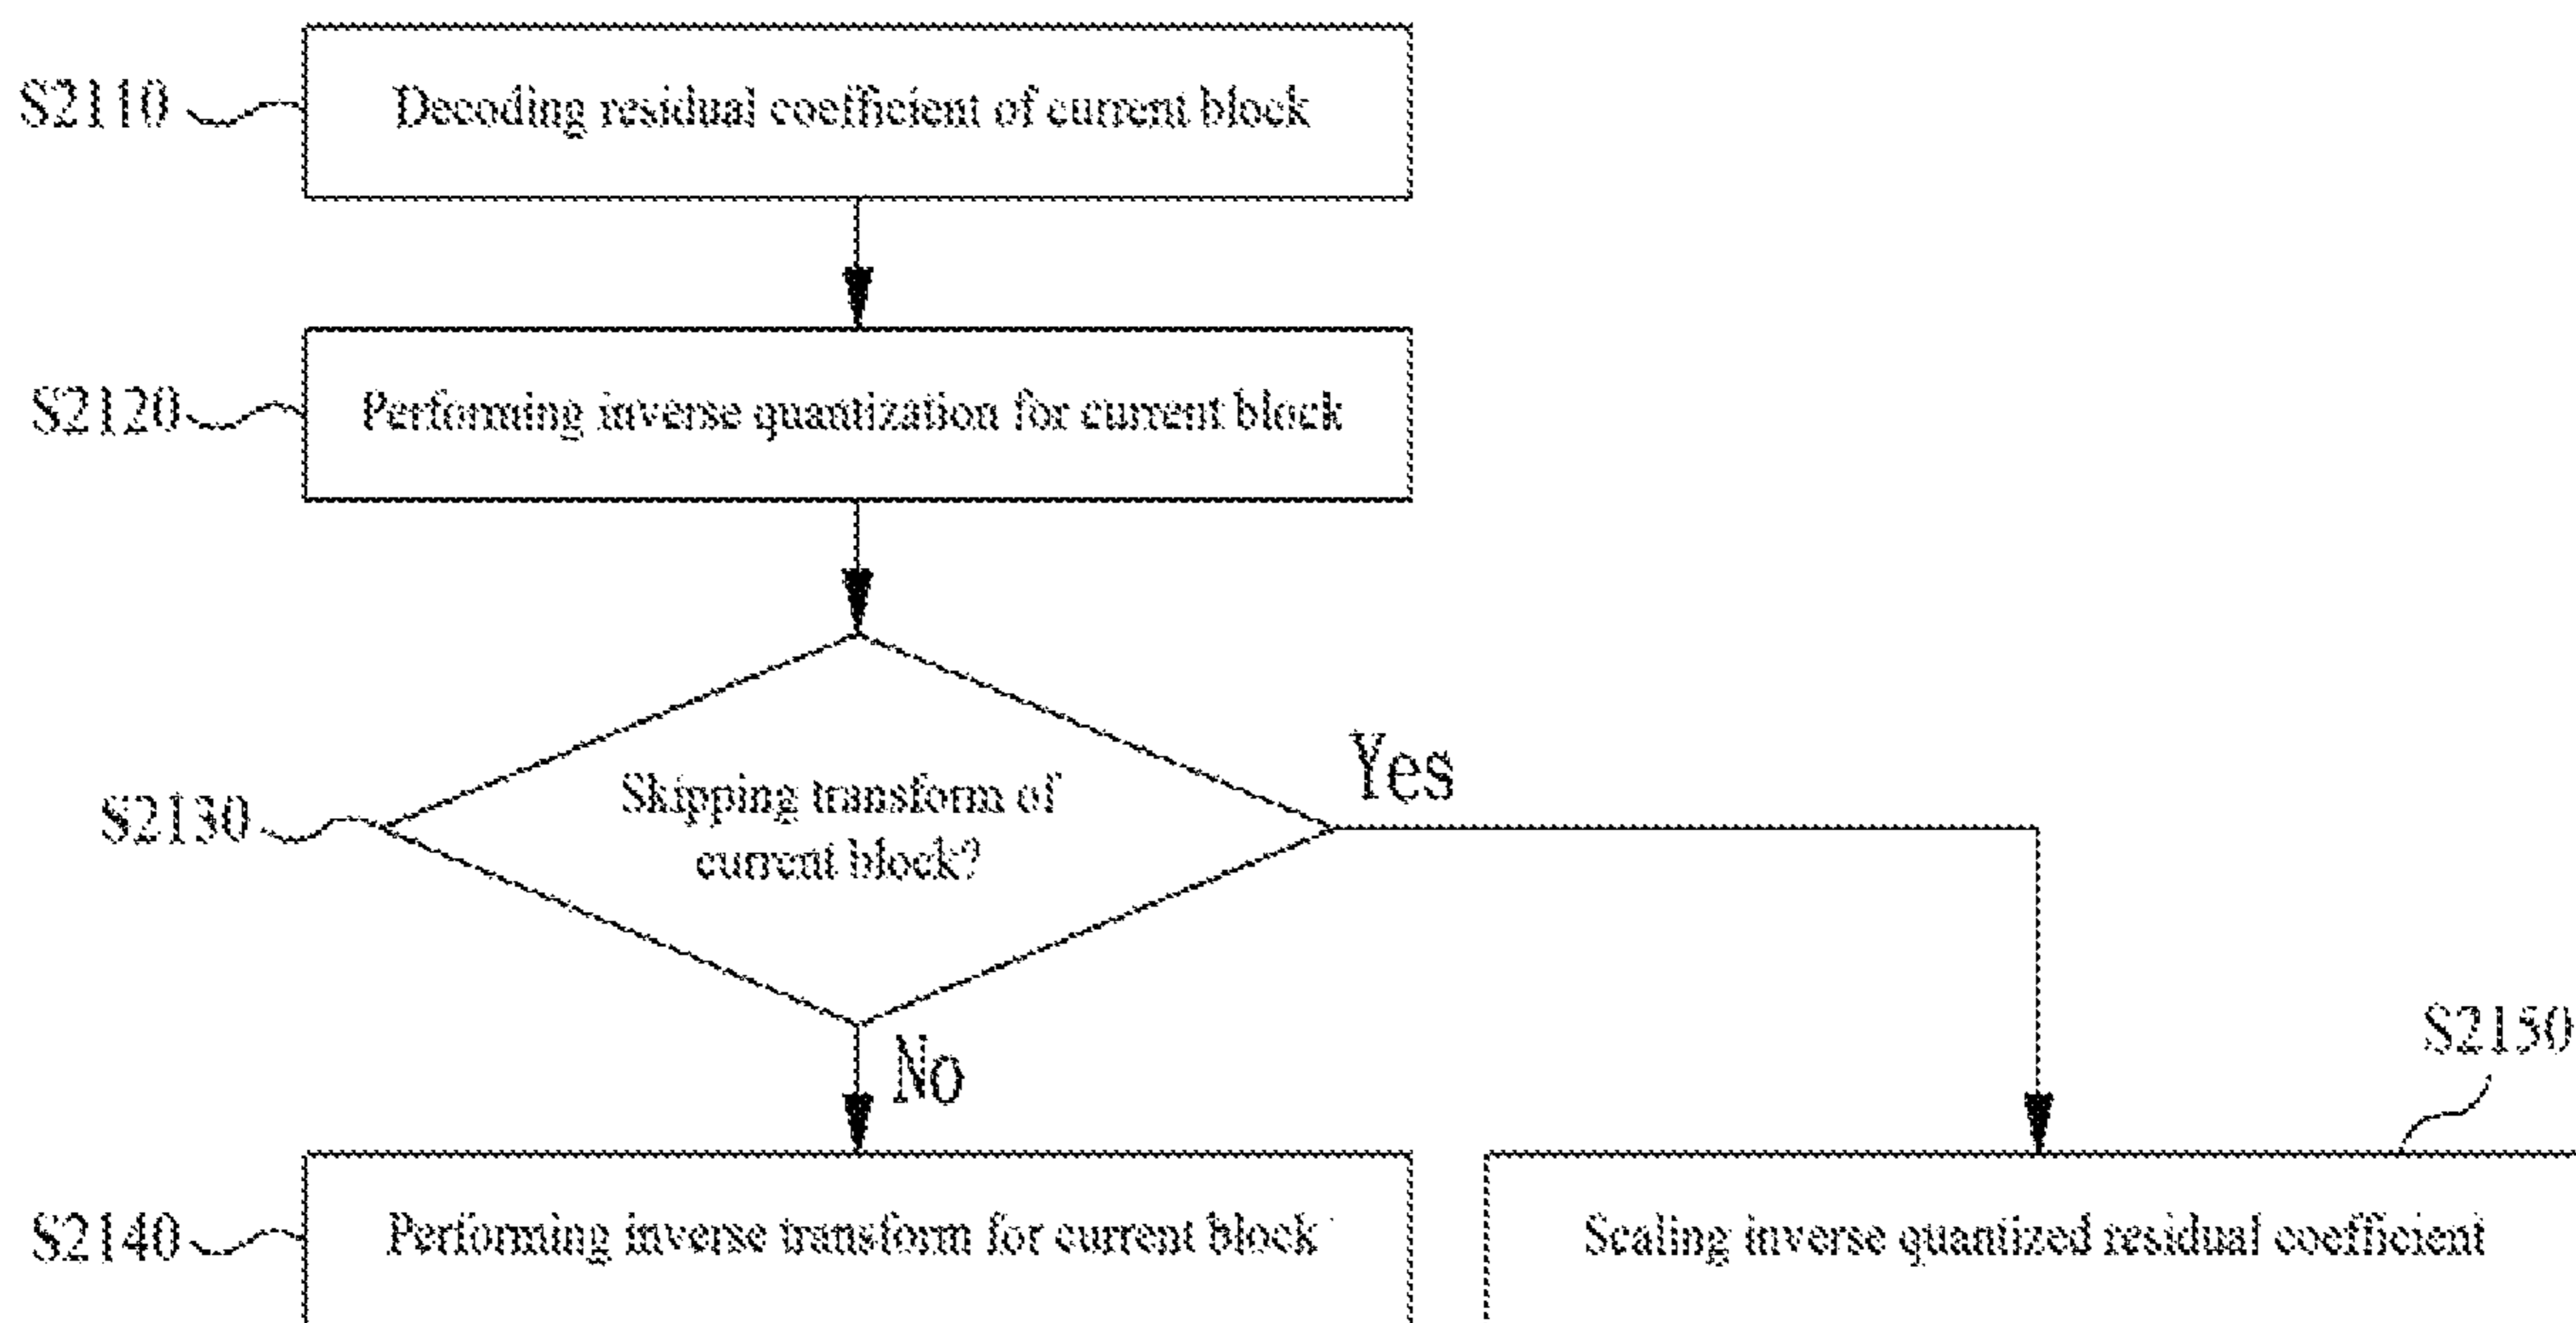 S2110
Decoding residual coefficient of current block
S2120
Performing inverse quantization for current block
S2130
Skipping transform of
current block?
Yes
No
S2140
Performing inverse transform for current block
S2150
Scaling inverse quantized residual coefficient